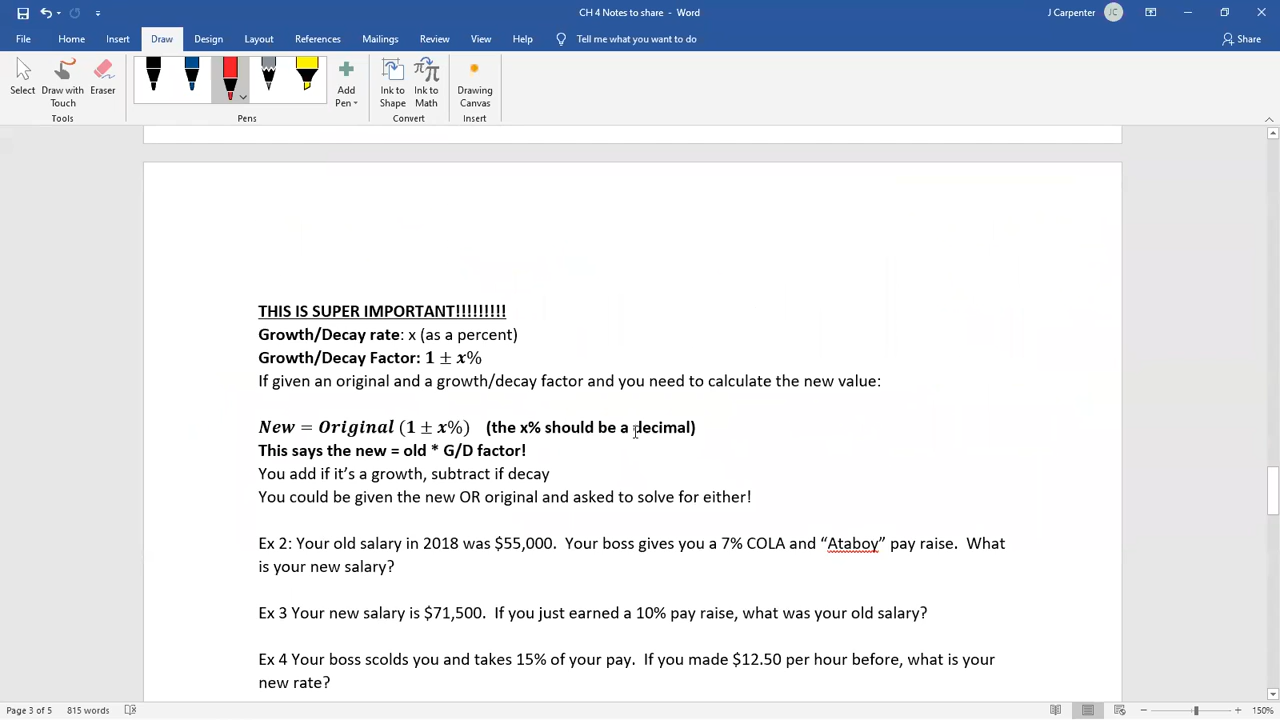 CH 4 Notes to share - Word
J Carpenter JC
File Home Insert Draw Design Layout References Mailings Review View Help Tell me what you want to do Share
Select Draw with Touch Eraser Add Pen Ink to Shape Ink to Math Drawing Canvas
Tools Pens Convert Insert
THIS IS SUPER IMPORTANT!!!!!!!!!
Growth/Decay rate: x (as a percent)
Growth/Decay Factor: 1 ± x%
If given an original and a growth/decay factor and you need to calculate the new value:
New = Original (1 ± x%) (the x% should be a decimal)
This says the new = old * G/D factor!
You add if it’s a growth, subtract if decay
You could be given the new OR original and asked to solve for either!
Ex 2: Your old salary in 2018 was $55,000. Your boss gives you a 7% COLA and “Ataboy” pay raise. What
is your new salary?
Ex 3 Your new salary is $71,500. If you just earned a 10% pay raise, what was your old salary?
Ex 4 Your boss scolds you and takes 15% of your pay. If you made $12.50 per hour before, what is your
new rate?
Page 3 of 5 815 words 150%